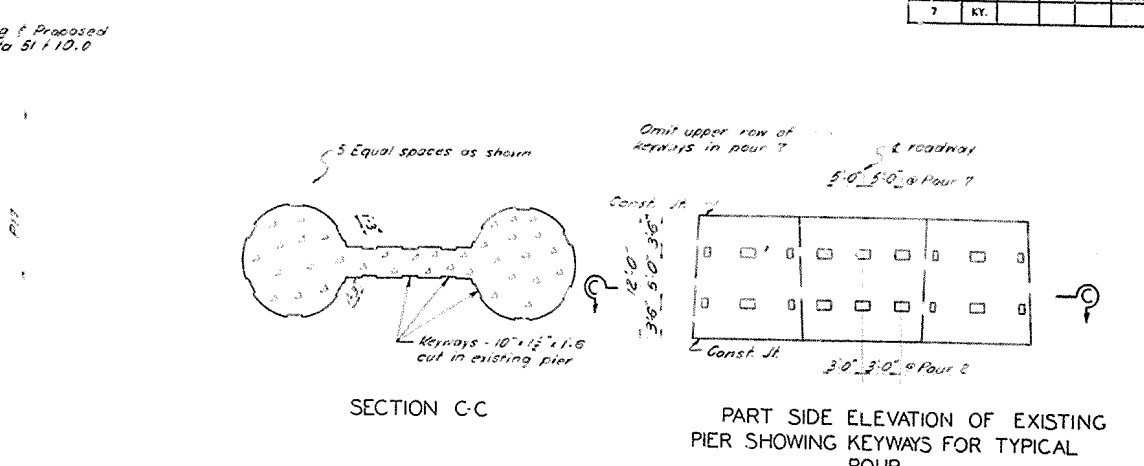 7 KY.
g & Proposed
ta 51+10.0
5 Equal spaces as shown
Omit upper row of
keyways in pour 7
℄ roadway
5'-0" 5'-0" @ Pour 7
Const. Jt.
1'-3"
12'-0"
3'-6" 5'-0" 3'-6"
C
C
Keyways - 10" x 1½" x 1'-6
cut in existing pier
Const. Jt.
3'-0" 3'-0" @ Pour 2
SECTION C-C
PART SIDE ELEVATION OF EXISTING
PIER SHOWING KEYWAYS FOR TYPICAL
POUR